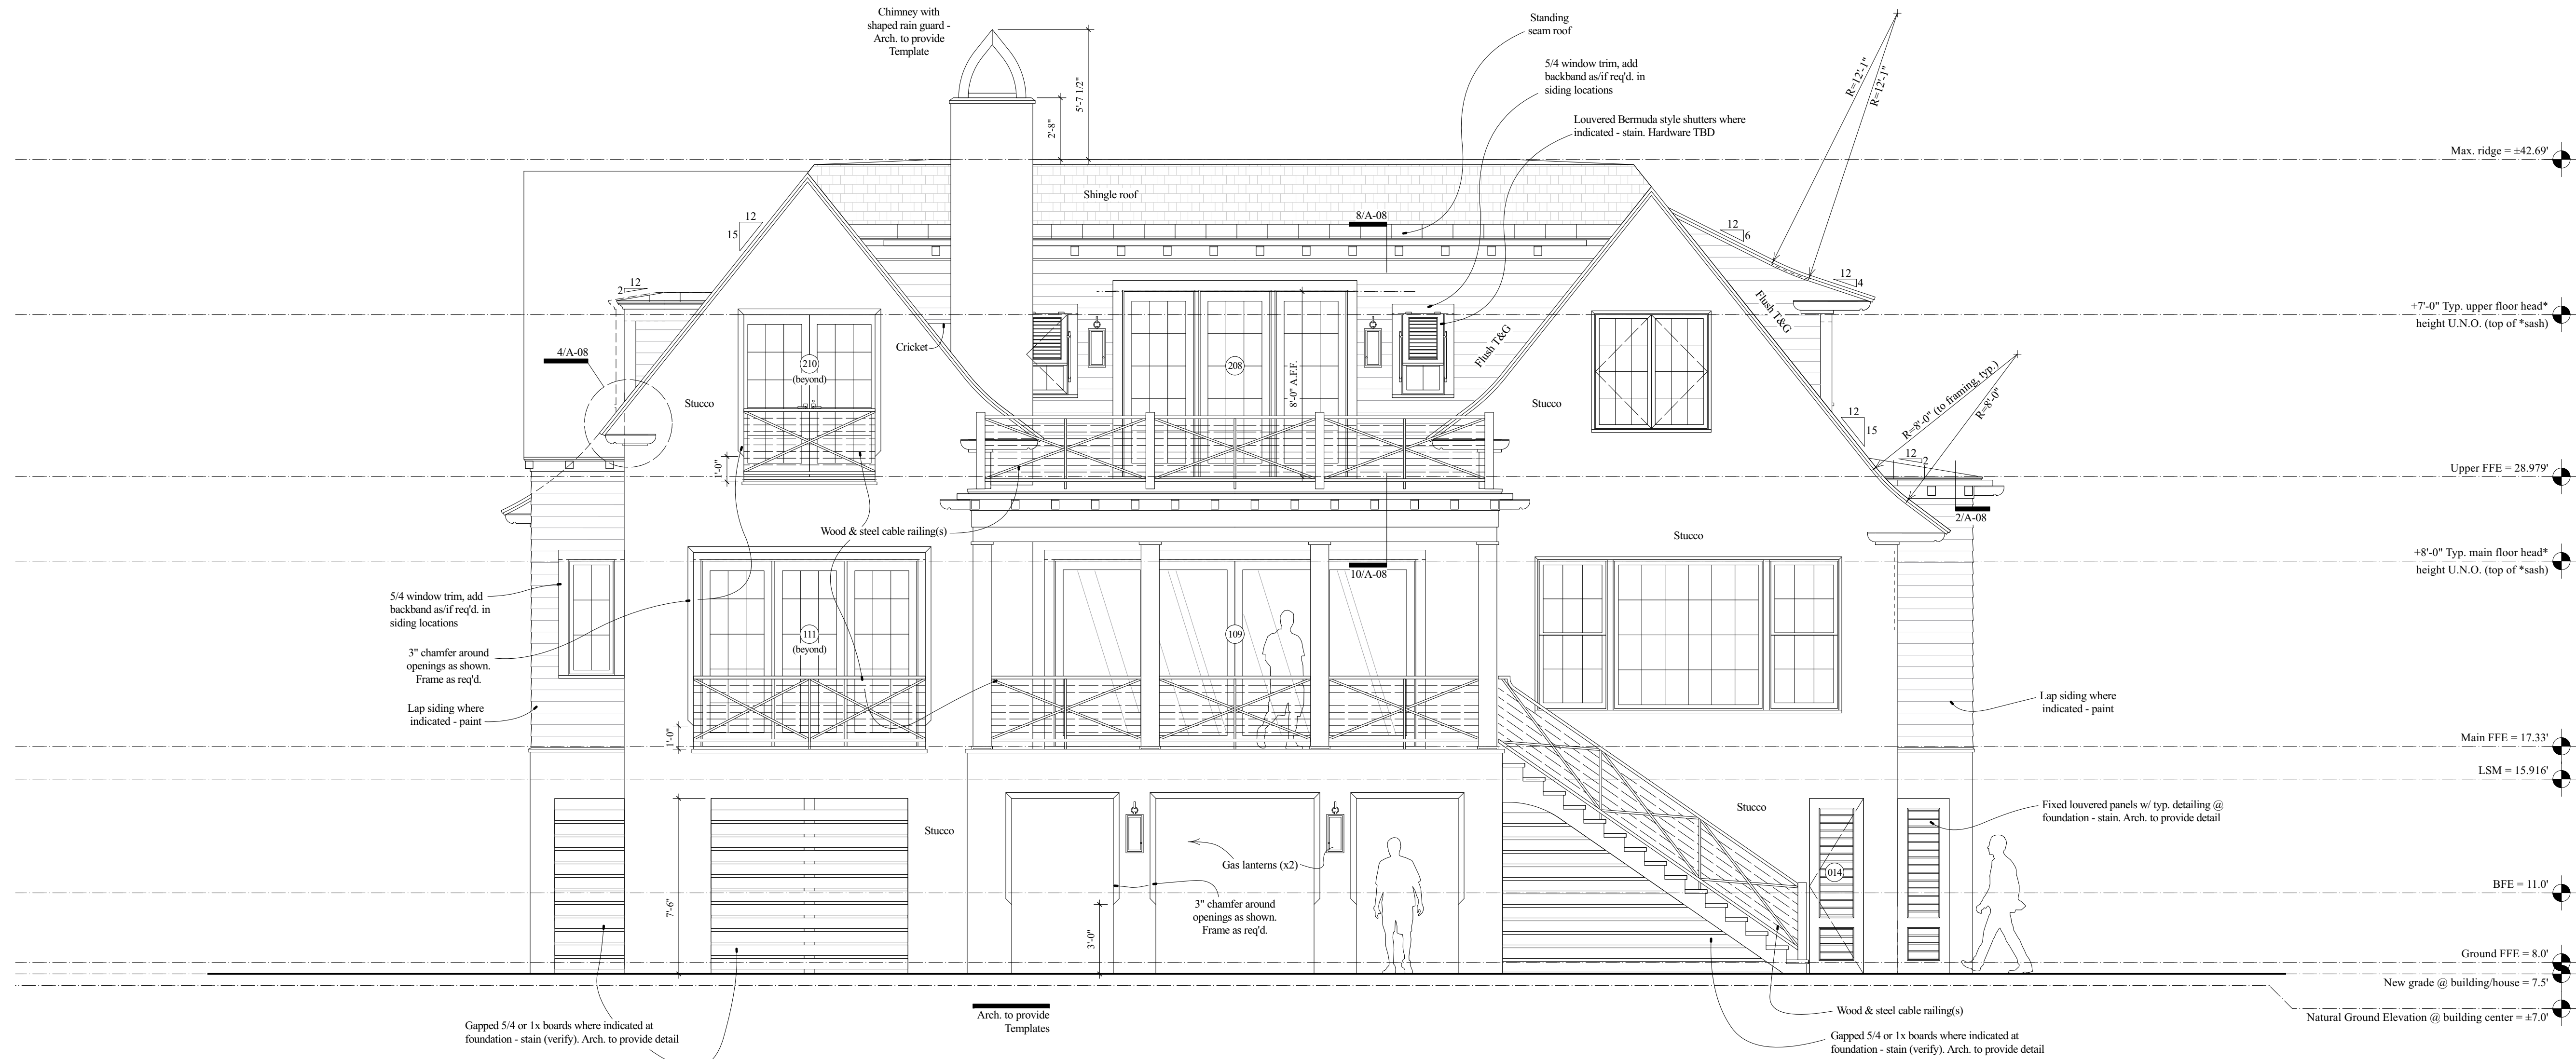 Chimney with
shaped rain guard -
Arch. to provide
Template
5'-7 1/2"
2'-8"
Standing
seam roof
5/4 window trim, add
backband as/if req'd. in
siding locations
Louvered Bermuda style shutters where
indicated - stain. Hardware TBD
R=12'-1"
R=12'-1"
Max. ridge = ±42.69'
Shingle roof
8/A-08
12
15
12
6
12
4
12
2
Flush T&G
Flush T&G
+7'-0" Typ. upper floor head*
height U.N.O. (top of *sash)
4/A-08
Cricket
210
(beyond)
208
8'-0" A.F.F.
Stucco
Stucco
R=8'-0" (to framing, typ.)
R=8'-0"
12
15
12
2
1'-0"
Upper FFE = 28.979'
2/A-08
Wood & steel cable railing(s)
Stucco
+8'-0" Typ. main floor head*
height U.N.O. (top of *sash)
10/A-08
5/4 window trim, add
backband as/if req'd. in
siding locations
111
(beyond)
109
3" chamfer around
openings as shown.
Frame as req'd.
Lap siding where
indicated - paint
Lap siding where
indicated - paint
1'-0"
Main FFE = 17.33'
LSM = 15.916'
Stucco
Stucco
Fixed louvered panels w/ typ. detailing @
foundation - stain. Arch. to provide detail
Gas lanterns (x2)
014
7'-6"
BFE = 11.0'
3" chamfer around
openings as shown.
Frame as req'd.
3'-0"
Ground FFE = 8.0'
New grade @ building/house = 7.5'
Natural Ground Elevation @ building center = ±7.0'
Arch. to provide
Templates
Wood & steel cable railing(s)
Gapped 5/4 or 1x boards where indicated at
foundation - stain (verify). Arch. to provide detail
Gapped 5/4 or 1x boards where indicated at
foundation - stain (verify). Arch. to provide detail